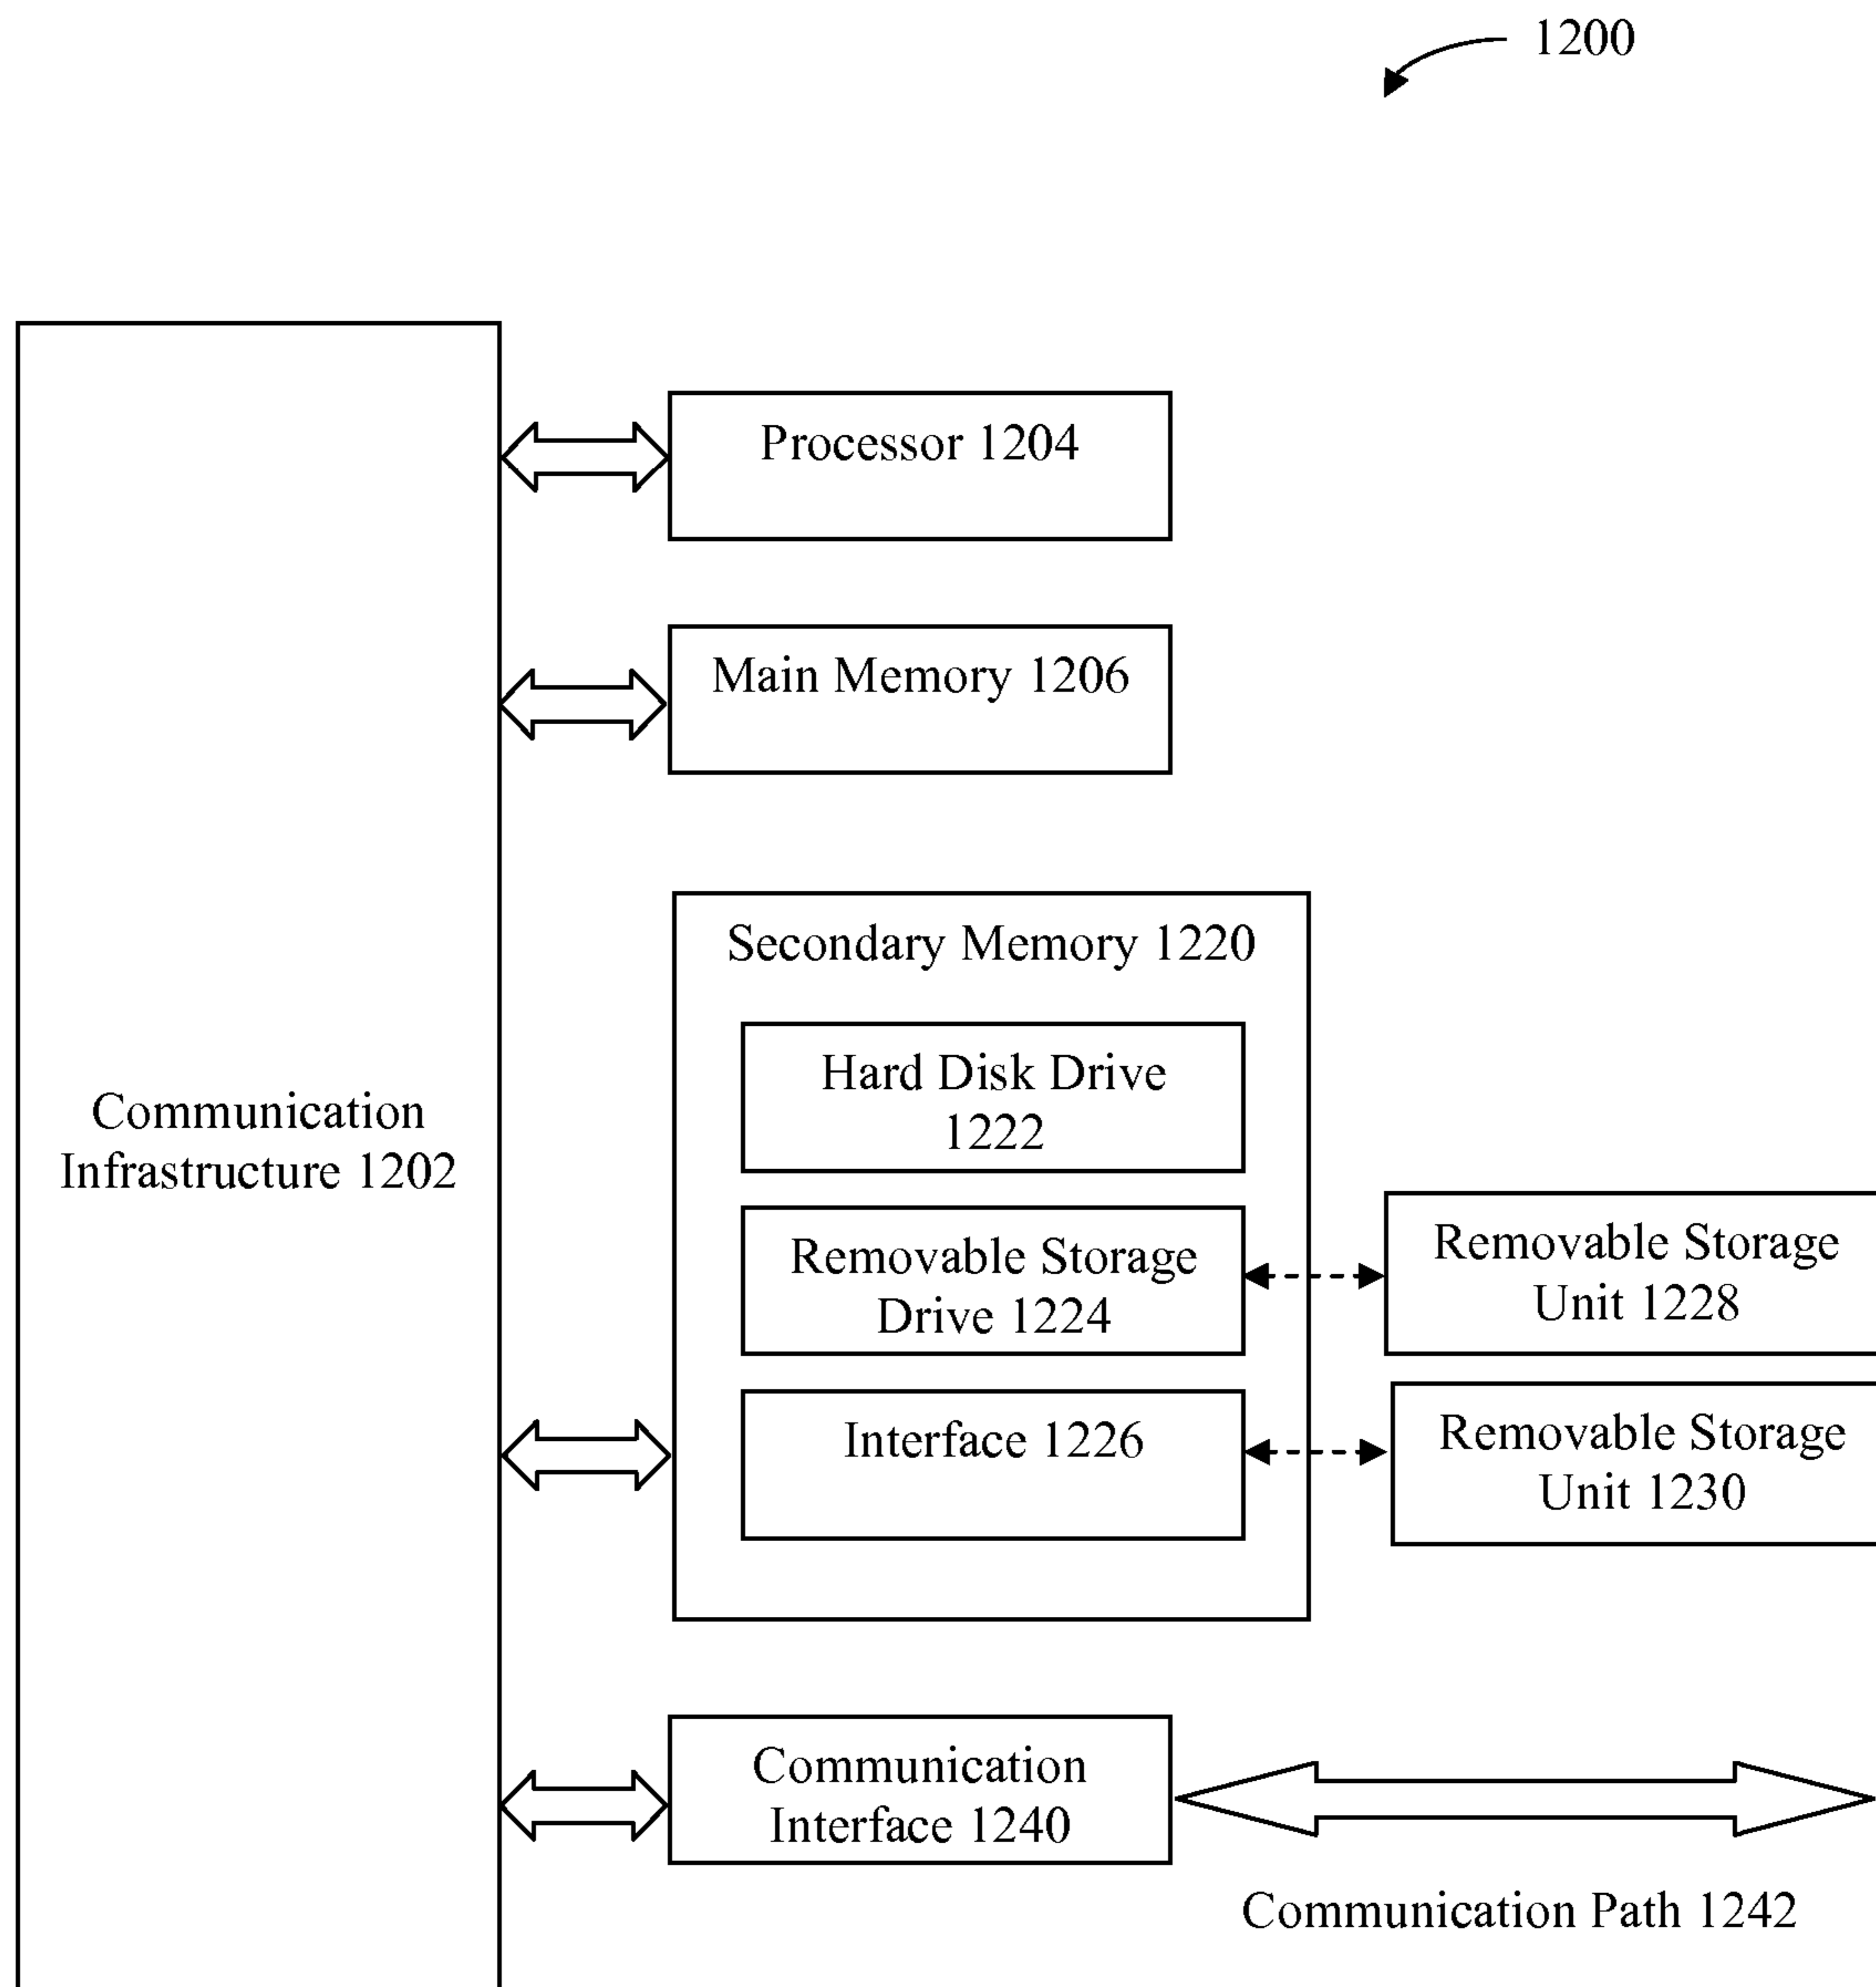 1200
Processor 1204
Main Memory 1206
Secondary Memory 1220
Hard Disk Drive
1222
Communication
Infrastructure 1202
Removable Storage
Drive 1224
Removable Storage
Unit 1228
Interface 1226
Removable Storage
Unit 1230
Communication
Interface 1240
Communication Path 1242